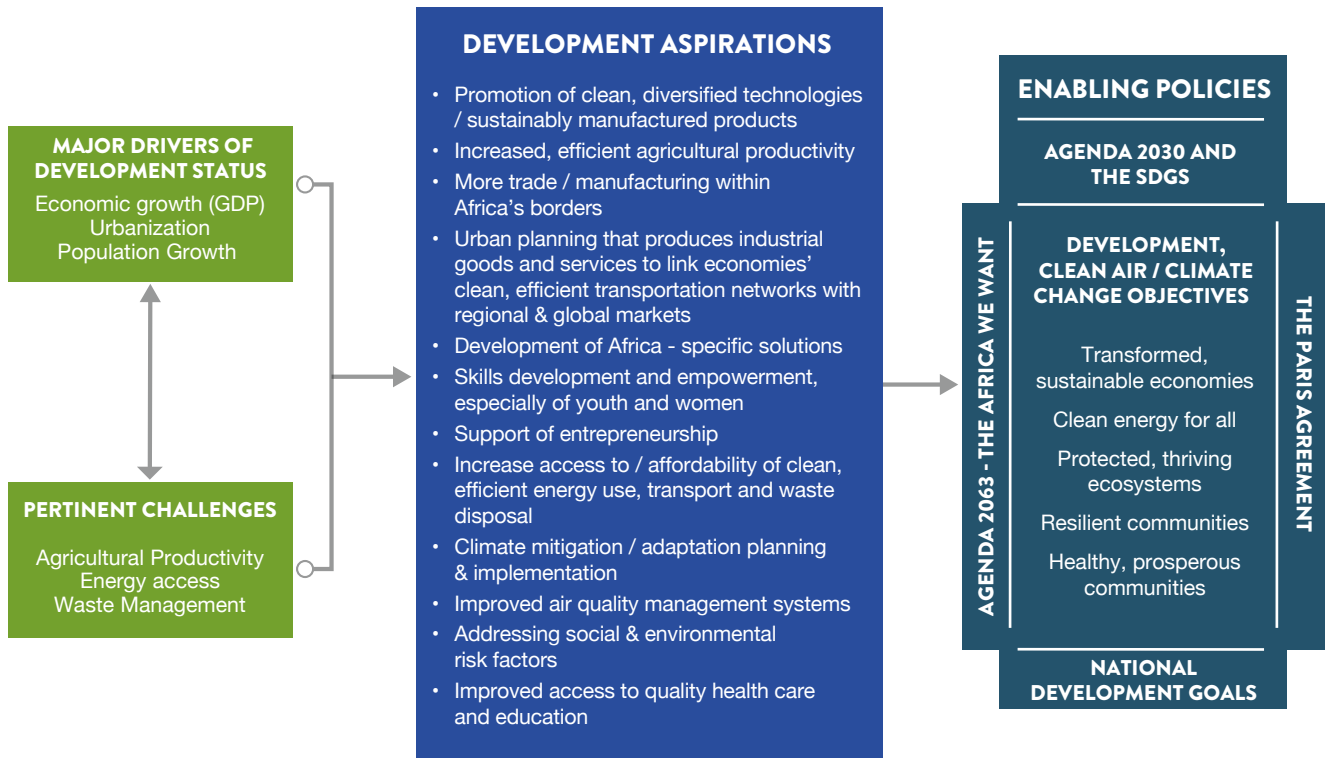 MAJOR DRIVERS OF
DEVELOPMENT STATUS
Economic growth (GDP)
Urbanization
Population Growth
PERTINENT CHALLENGES
Agricultural Productivity
Energy access
Waste Management
DEVELOPMENT ASPIRATIONS
• Promotion of clean, diversified technologies
/ sustainably manufactured products
• Increased, efficient agricultural productivity
• More trade / manufacturing within
Africa's borders
• Urban planning that produces industrial
goods and services to link economies'
clean, efficient transportation networks with
regional & global markets
• Development of Africa - specific solutions
• Skills development and empowerment,
especially of youth and women
• Support of entrepreneurship
• Increase access to / affordability of clean,
efficient energy use, transport and waste
disposal
• Climate mitigation / adaptation planning
& implementation
• Improved air quality management systems
• Addressing social & environmental
risk factors
• Improved access to quality health care
and education
ENABLING POLICIES
AGENDA 2030 AND
THE SDGS
AGENDA 2063 - THE AFRICA WE WANT
DEVELOPMENT,
CLEAN AIR / CLIMATE
CHANGE OBJECTIVES
Transformed,
sustainable economies
Clean energy for all
Protected, thriving
ecosystems
Resilient communities
Healthy, prosperous
communities
THE PARIS AGREEMENT
NATIONAL
DEVELOPMENT GOALS